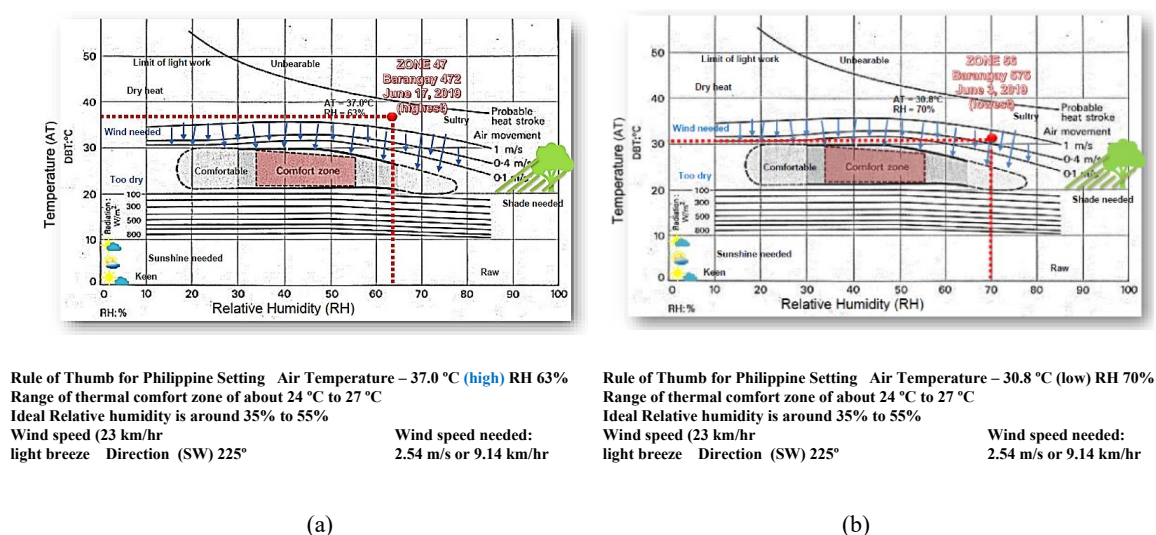 50
40
30
20
10
0
Temperature (AT)
DBT:°C
Limit of light work
Unbearable
Dry heat
ZONE 47
Barangay 472
June 17, 2019
(highest)
AT – 37.0°C
RH = 63%
Sultry
Probable
heat stroke
Wind needed
Air movement
1 m/s
0·4 m/s
0·1 m/s
Comfortable
Comfort zone
Too dry
Shade needed
Radiation:
W/m²
100
300
500
800
Sunshine needed
Keen
Raw
0 10 20 30 40 50 60 70 80 90 100
RH:%
Relative Humidity (RH)
Rule of Thumb for Philippine Setting Air Temperature – 37.0 ºC (high) RH 63%
Range of thermal comfort zone of about 24 ºC to 27 ºC
Ideal Relative humidity is around 35% to 55%
Wind speed (23 km/hr Wind speed needed:
light breeze Direction (SW) 225º 2.54 m/s or 9.14 km/hr
(a)
50
40
30
20
10
0
Temperature (AT)
DBT:°C
Limit of light work
Unbearable
Dry heat
ZONE 56
Barangay 575
June 3, 2019
(lowest)
AT – 30.8°C
RH = 70%
Sultry
Probable
heat stroke
Wind needed
Air movement
1 m/s
0·4 m/s
0·1 m/s
Comfortable
Comfort zone
Too dry
Shade needed
Radiation:
W/m²
100
300
500
800
Sunshine needed
Keen
Raw
0 10 20 30 40 50 60 70 80 90 100
RH:%
Relative Humidity (RH)
Rule of Thumb for Philippine Setting Air Temperature – 30.8 ºC (low) RH 70%
Range of thermal comfort zone of about 24 ºC to 27 ºC
Ideal Relative humidity is around 35% to 55%
Wind speed (23 km/hr Wind speed needed:
light breeze Direction (SW) 225º 2.54 m/s or 9.14 km/hr
(b)